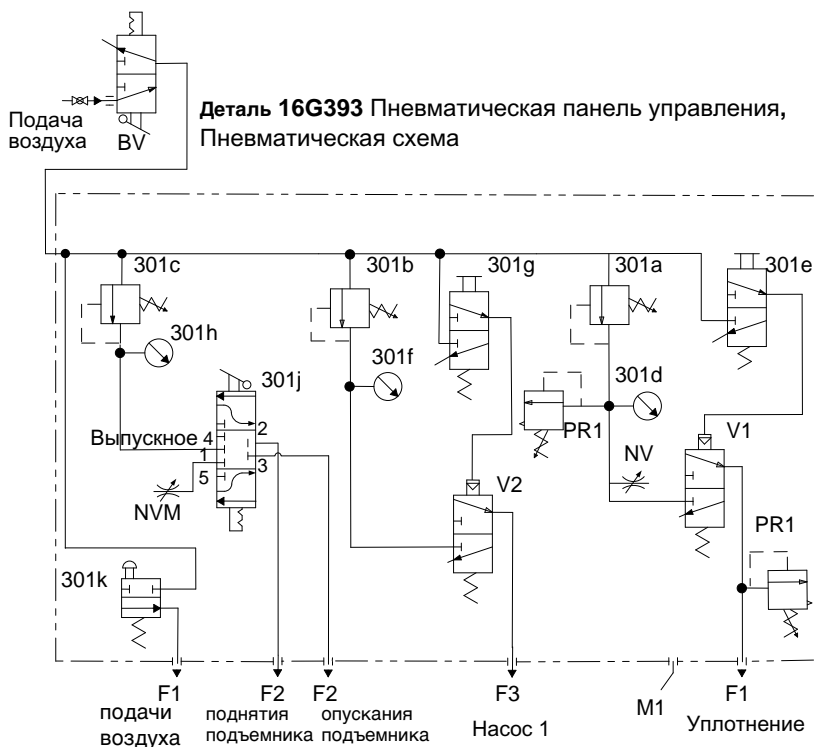 Деталь 16G393 Пневматическая панель управления,
Пневматическая схема
Подача
воздуха
BV
301c
301b
301g
301a
301e
301h
301f
301j
301d
Выпускное
4
2
1
3
5
PR1
NV
V1
NVM
V2
PR1
301k
F1
F2
F2
F3
M1
F1
подачи
воздуха
поднятия
подъемника
опускания
подъемника
Насос 1
Уплотнение